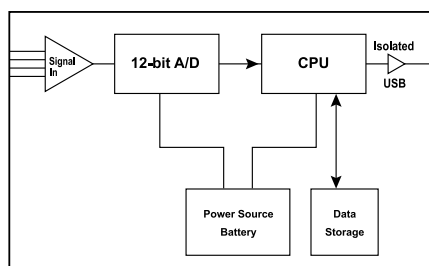 Signal
In
12-bit A/D
CPU
Isolated
USB
Power Source
Battery
Data
Storage